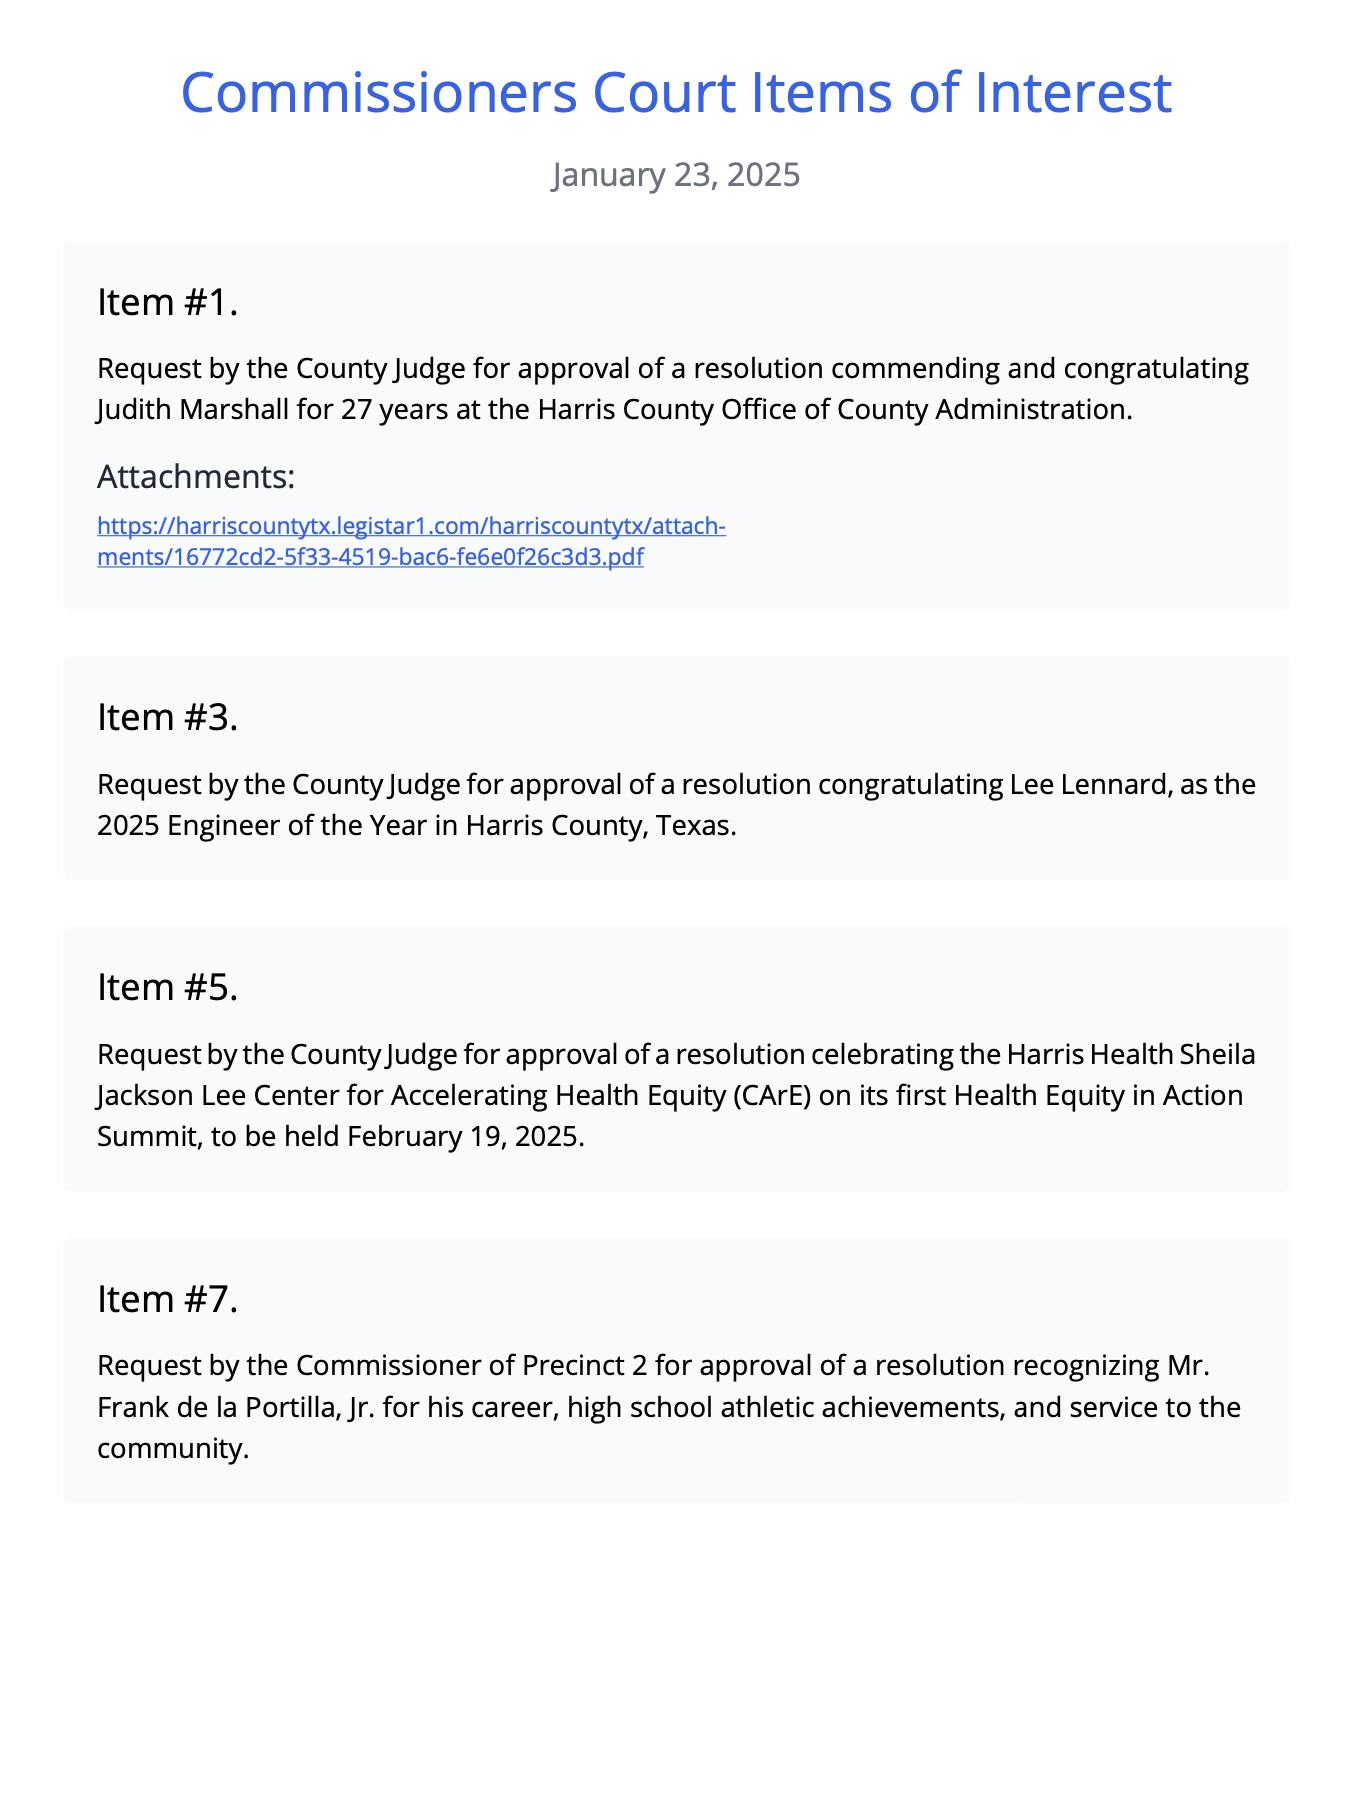 Commissioners Court Items of Interest
January 23, 2025
Item #1.
Request by the County Judge for approval of a resolution commending and congratulating
Judith Marshall for 27 years at the Harris County Office of County Administration.
Attachments:
https://harriscountytx.legistar1.com/harriscountytx/attach-
ments/16772cd2-5f33-4519-bac6-fe6e0f26c3d3.pdf
Item #3.
Request by the County Judge for approval of a resolution congratulating Lee Lennard, as the
2025 Engineer of the Year in Harris County, Texas.
Item #5.
Request by the County Judge for approval of a resolution celebrating the Harris Health Sheila
Jackson Lee Center for Accelerating Health Equity (CArE) on its first Health Equity in Action
Summit, to be held February 19, 2025.
Item #7.
Request by the Commissioner of Precinct 2 for approval of a resolution recognizing Mr.
Frank de la Portilla, Jr. for his career, high school athletic achievements, and service to the
community.